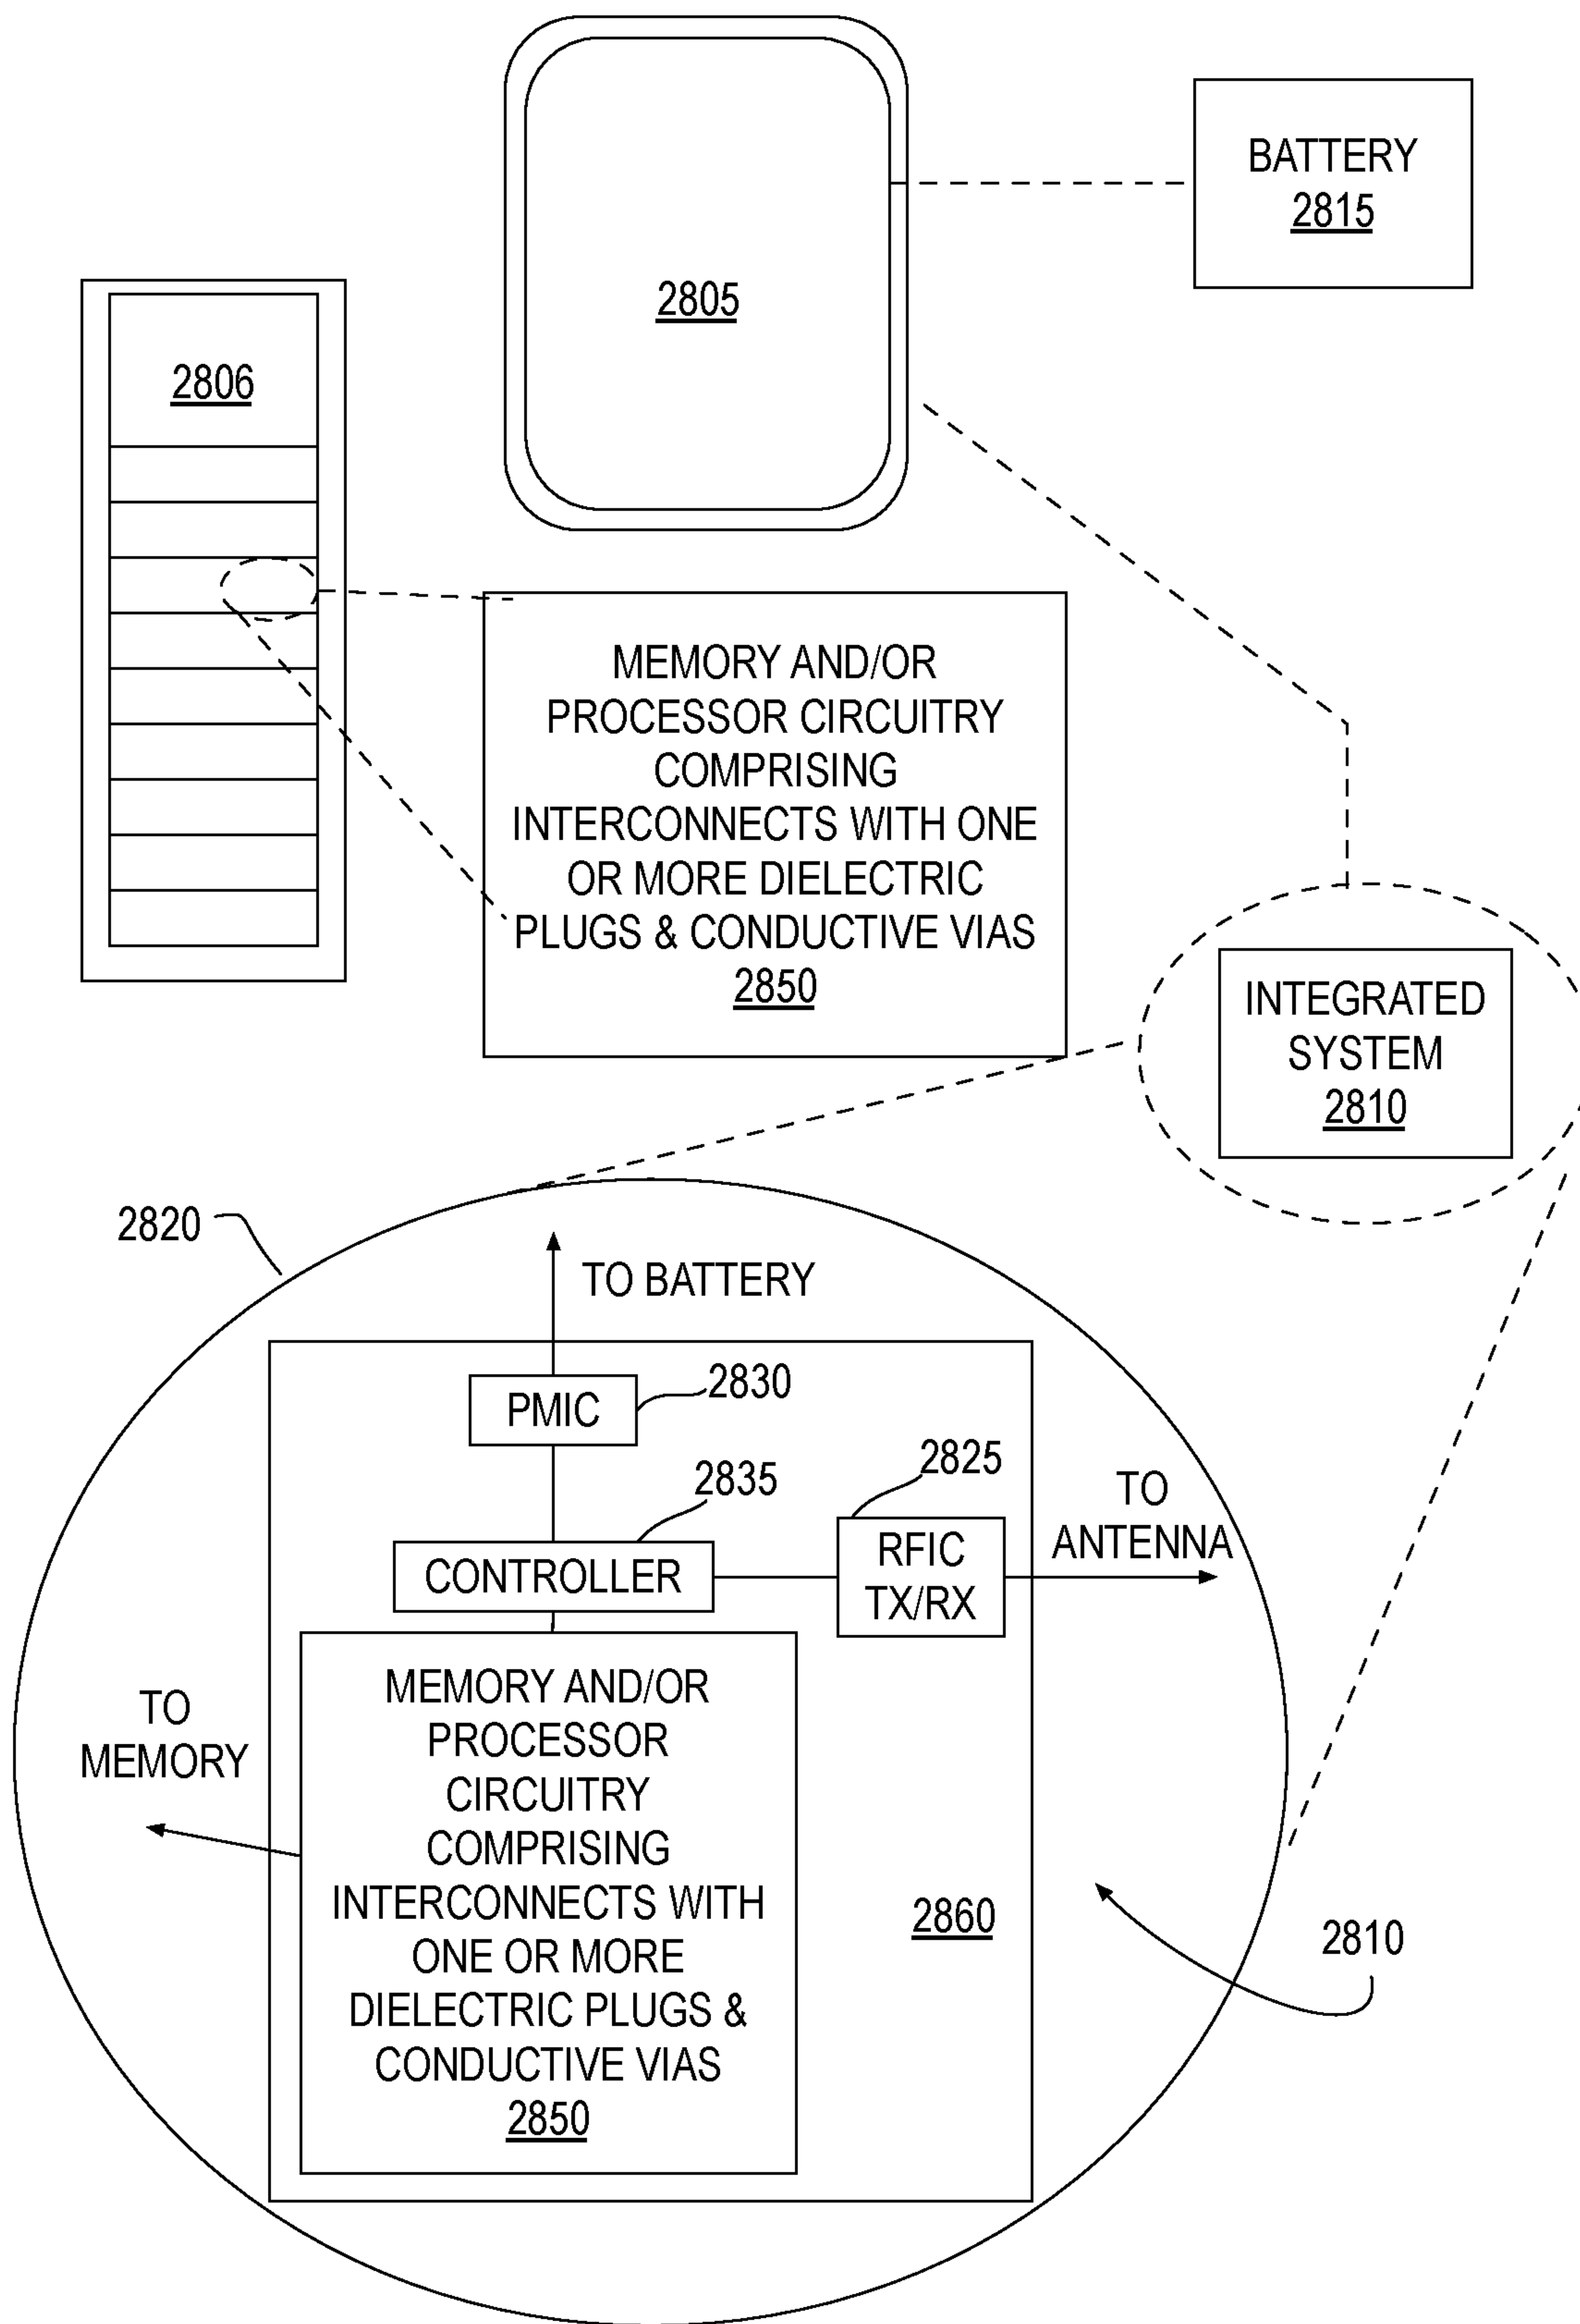 2805
BATTERY
2815
2806
MEMORY AND/OR
PROCESSOR CIRCUITRY
COMPRISING
INTERCONNECTS WITH ONE
OR MORE DIELECTRIC
PLUGS & CONDUCTIVE VIAS
2850
INTEGRATED
SYSTEM
2810
2820
TO BATTERY
PMIC
2830
2835
2825
CONTROLLER
RFIC
TX/RX
TO
ANTENNA
TO
MEMORY
MEMORY AND/OR
PROCESSOR
CIRCUITRY
COMPRISING
INTERCONNECTS WITH
ONE OR MORE
DIELECTRIC PLUGS &
CONDUCTIVE VIAS
2850
2860
2810